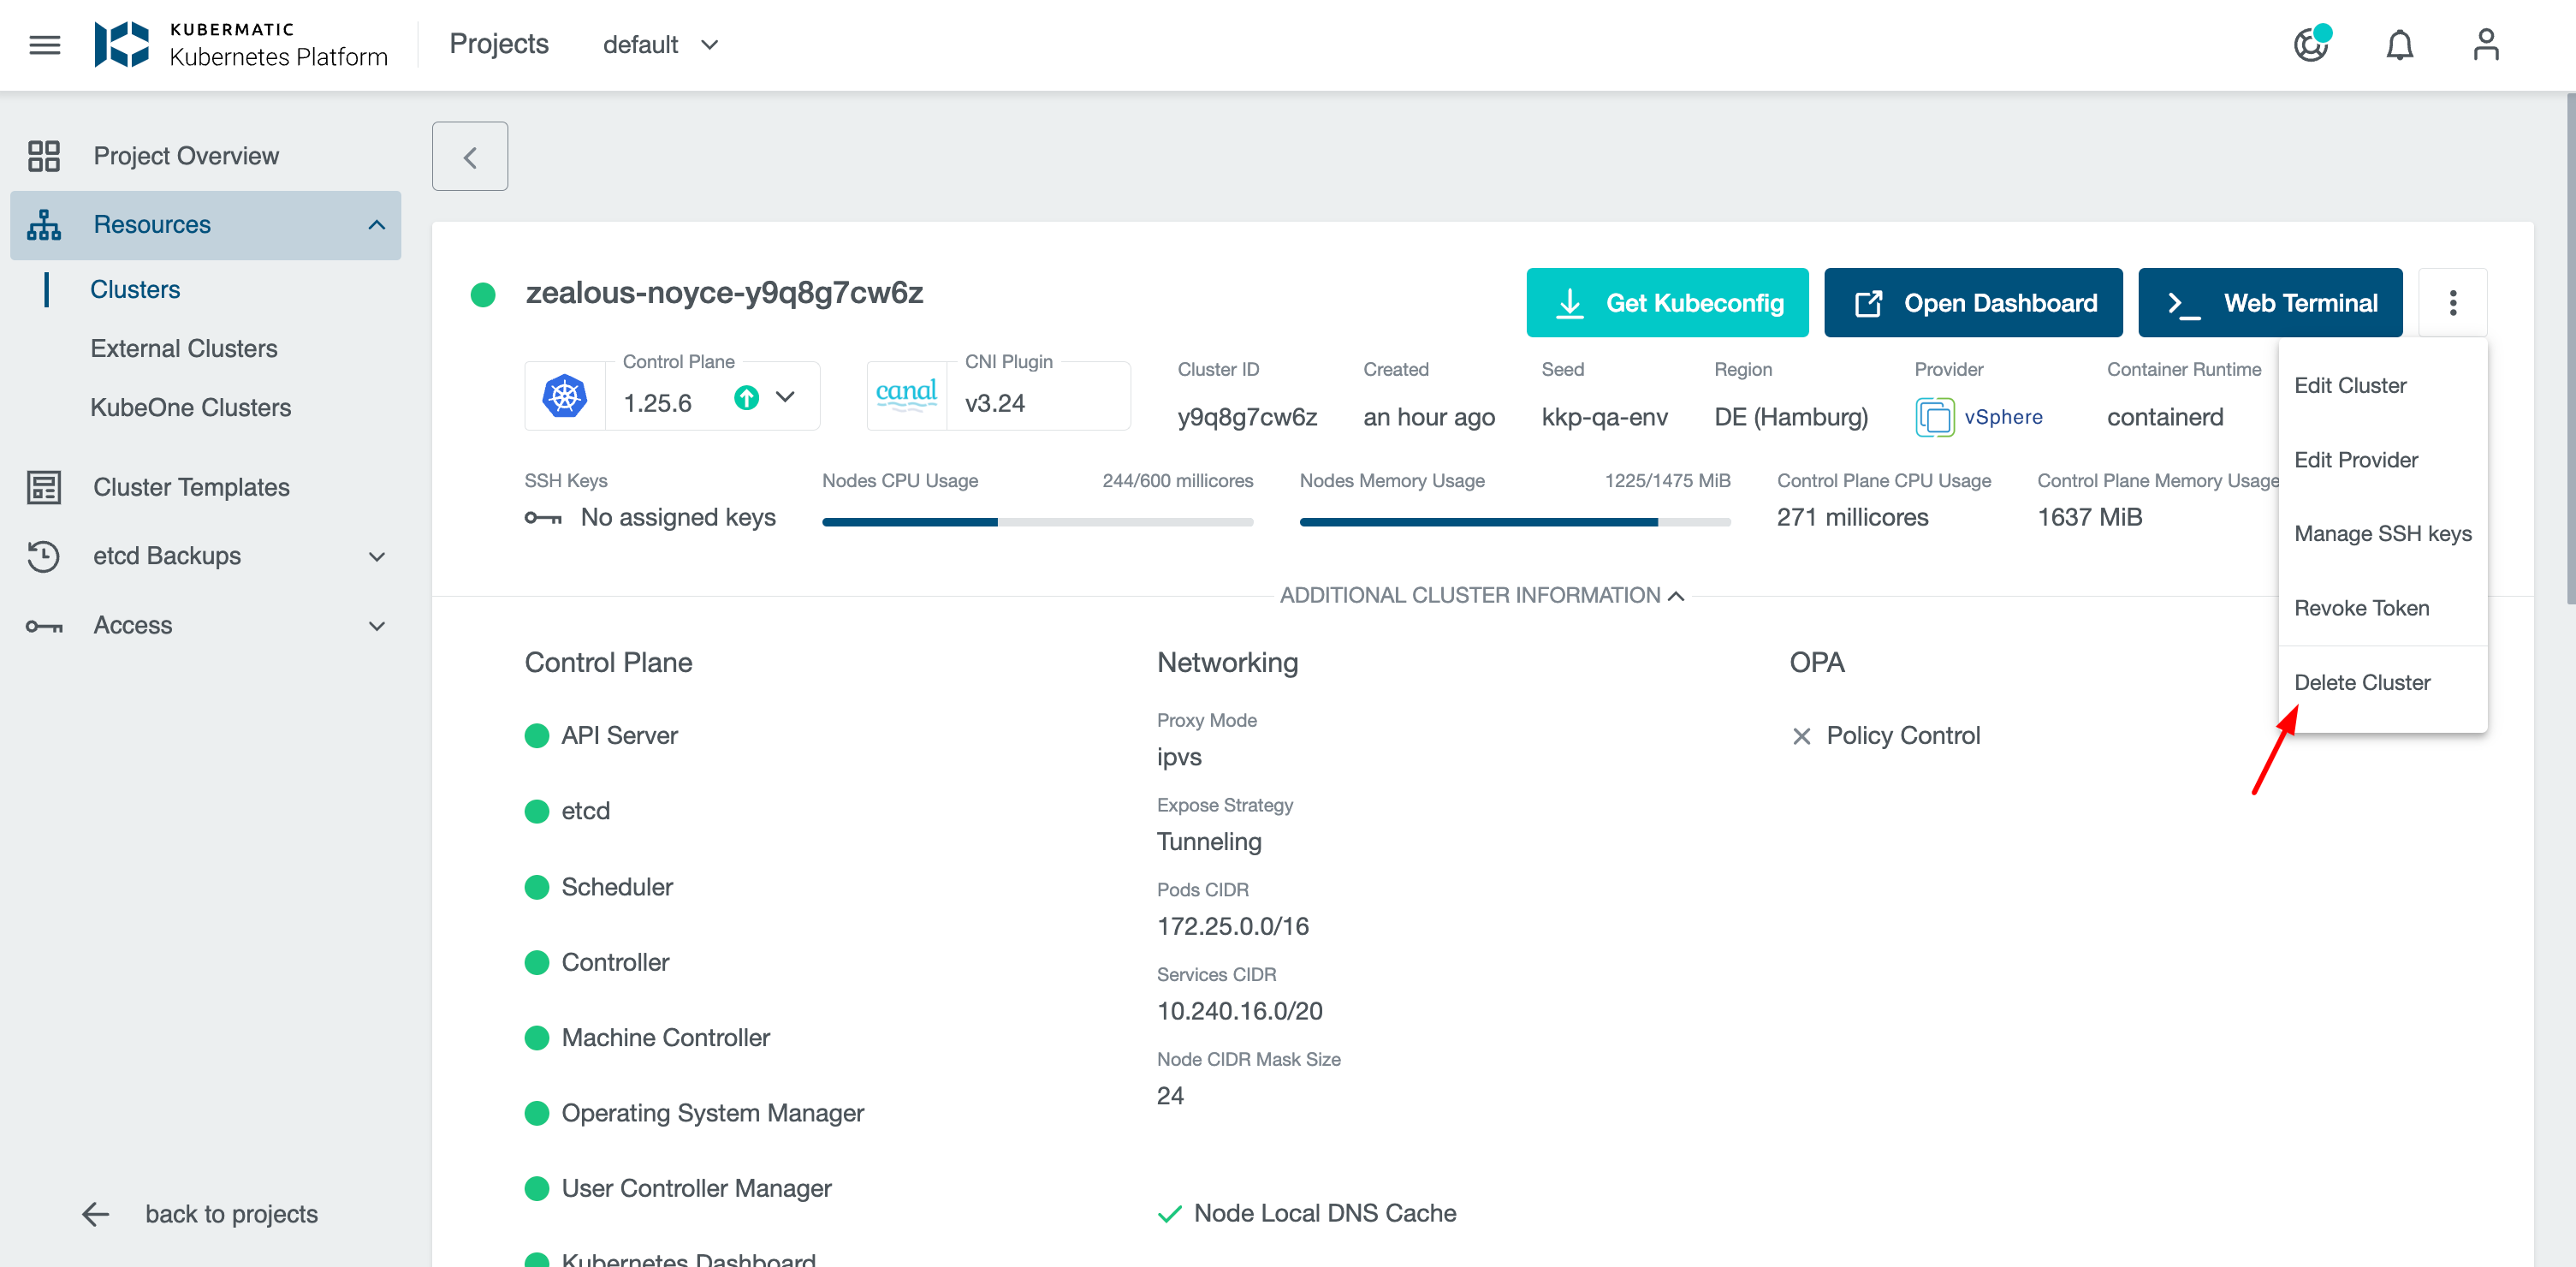 KUBERMATIC
Kubernetes Platform
Projects
default
Project Overview
Resources
Clusters
External Clusters
KubeOne Clusters
Cluster Templates
etcd Backups
Access
back to projects
zealous-noyce-y9q8g7cw6z
Get Kubeconfig
Open Dashboard
Web Terminal
Control Plane
1.25.6
canal
CNI Plugin
v3.24
Cluster ID
y9q8g7cw6z
Created
an hour ago
Seed
kkp-qa-env
Region
DE (Hamburg)
Provider
vSphere
Container Runtime
containerd
SSH Keys
No assigned keys
Nodes CPU Usage
244/600 millicores
Nodes Memory Usage
1225/1475 MiB
Control Plane CPU Usage
271 millicores
Control Plane Memory Usage
1637 MiB
Edit Cluster
Edit Provider
Manage SSH keys
Revoke Token
Delete Cluster
ADDITIONAL CLUSTER INFORMATION
Control Plane
API Server
etcd
Scheduler
Controller
Machine Controller
Operating System Manager
User Controller Manager
Kubernetes Dashboard
Networking
Proxy Mode
ipvs
Expose Strategy
Tunneling
Pods CIDR
172.25.0.0/16
Services CIDR
10.240.16.0/20
Node CIDR Mask Size
24
Node Local DNS Cache
OPA
Policy Control